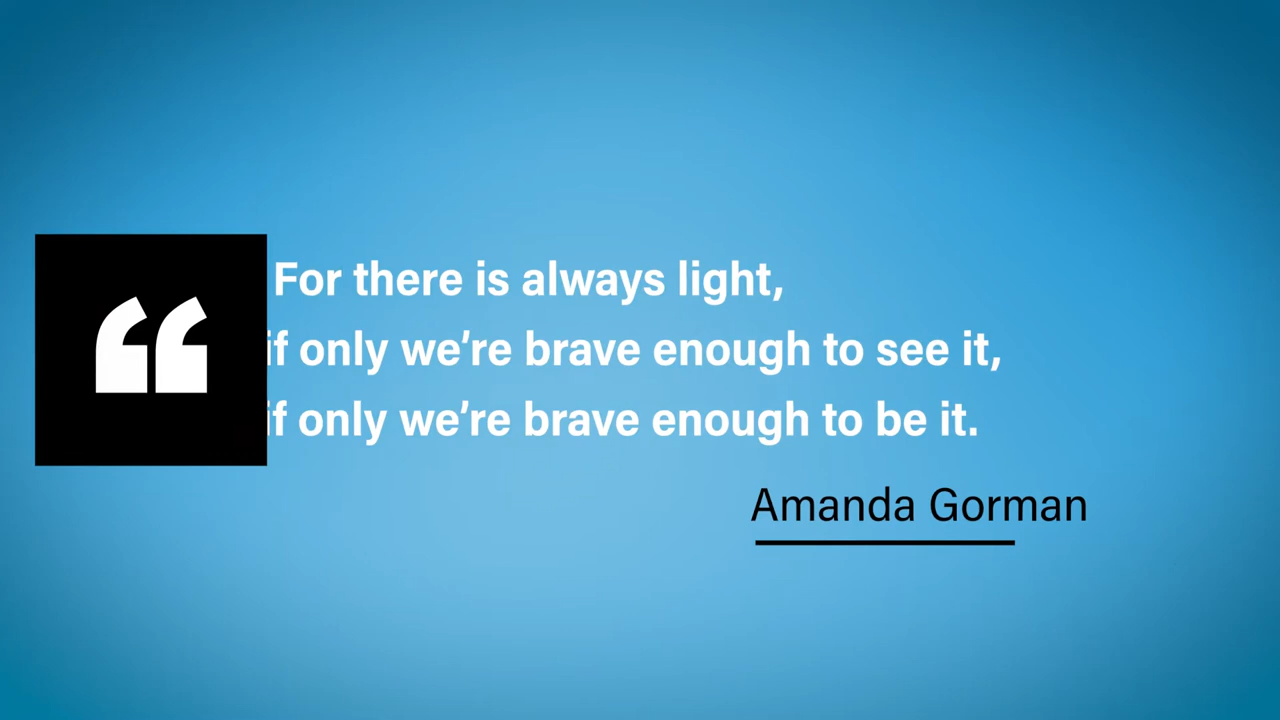 “
For there is always light,
if only we’re brave enough to see it,
if only we’re brave enough to be it.
Amanda Gorman